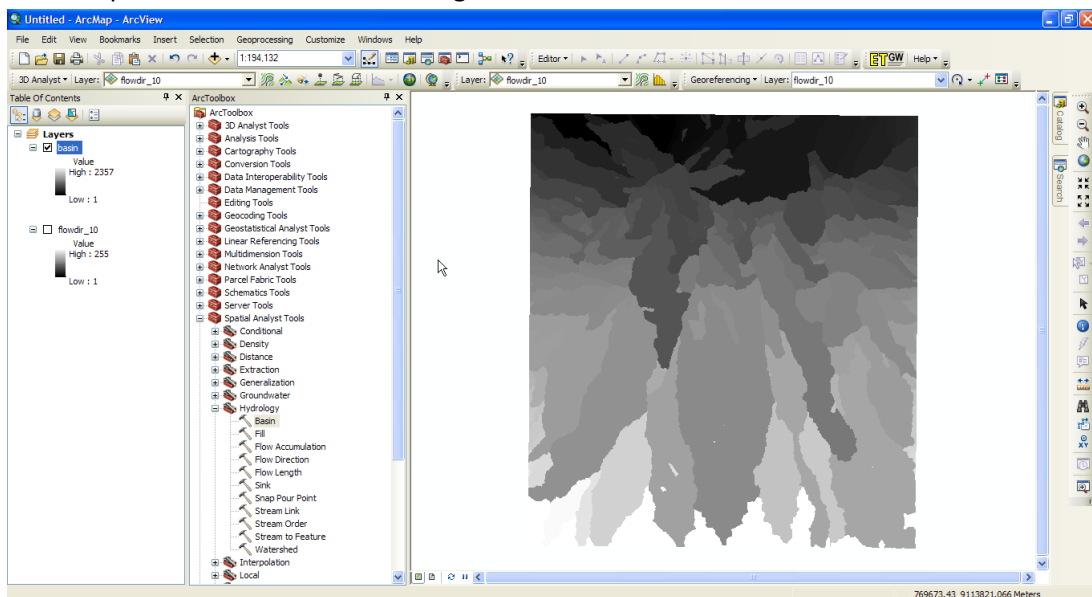 Untitled - ArcMap - ArcView
File Edit View Bookmarks Insert Selection Geoprocessing Customize Windows Help
1:194,132 Editor ETGW Help
3D Analyst Layer: flowdir_10 Layer: flowdir_10 Georeferencing Layer: flowdir_10
Table Of Contents
Layers
basin
Value
High : 2357
Low : 1
flowdir_10
Value
High : 255
Low : 1
ArcToolbox
ArcToolbox
3D Analyst Tools
Analysis Tools
Cartography Tools
Conversion Tools
Data Interoperability Tools
Data Management Tools
Editing Tools
Geocoding Tools
Geostatistical Analyst Tools
Linear Referencing Tools
Multidimension Tools
Network Analyst Tools
Parcel Fabric Tools
Schematics Tools
Server Tools
Spatial Analyst Tools
Conditional
Density
Distance
Extraction
Generalization
Groundwater
Hydrology
Basin
Fill
Flow Accumulation
Flow Direction
Flow Length
Sink
Snap Pour Point
Stream Link
Stream Order
Stream to Feature
Watershed
Interpolation
Local
Catalog
Search
XY
769673.43 9113821.066 Meters